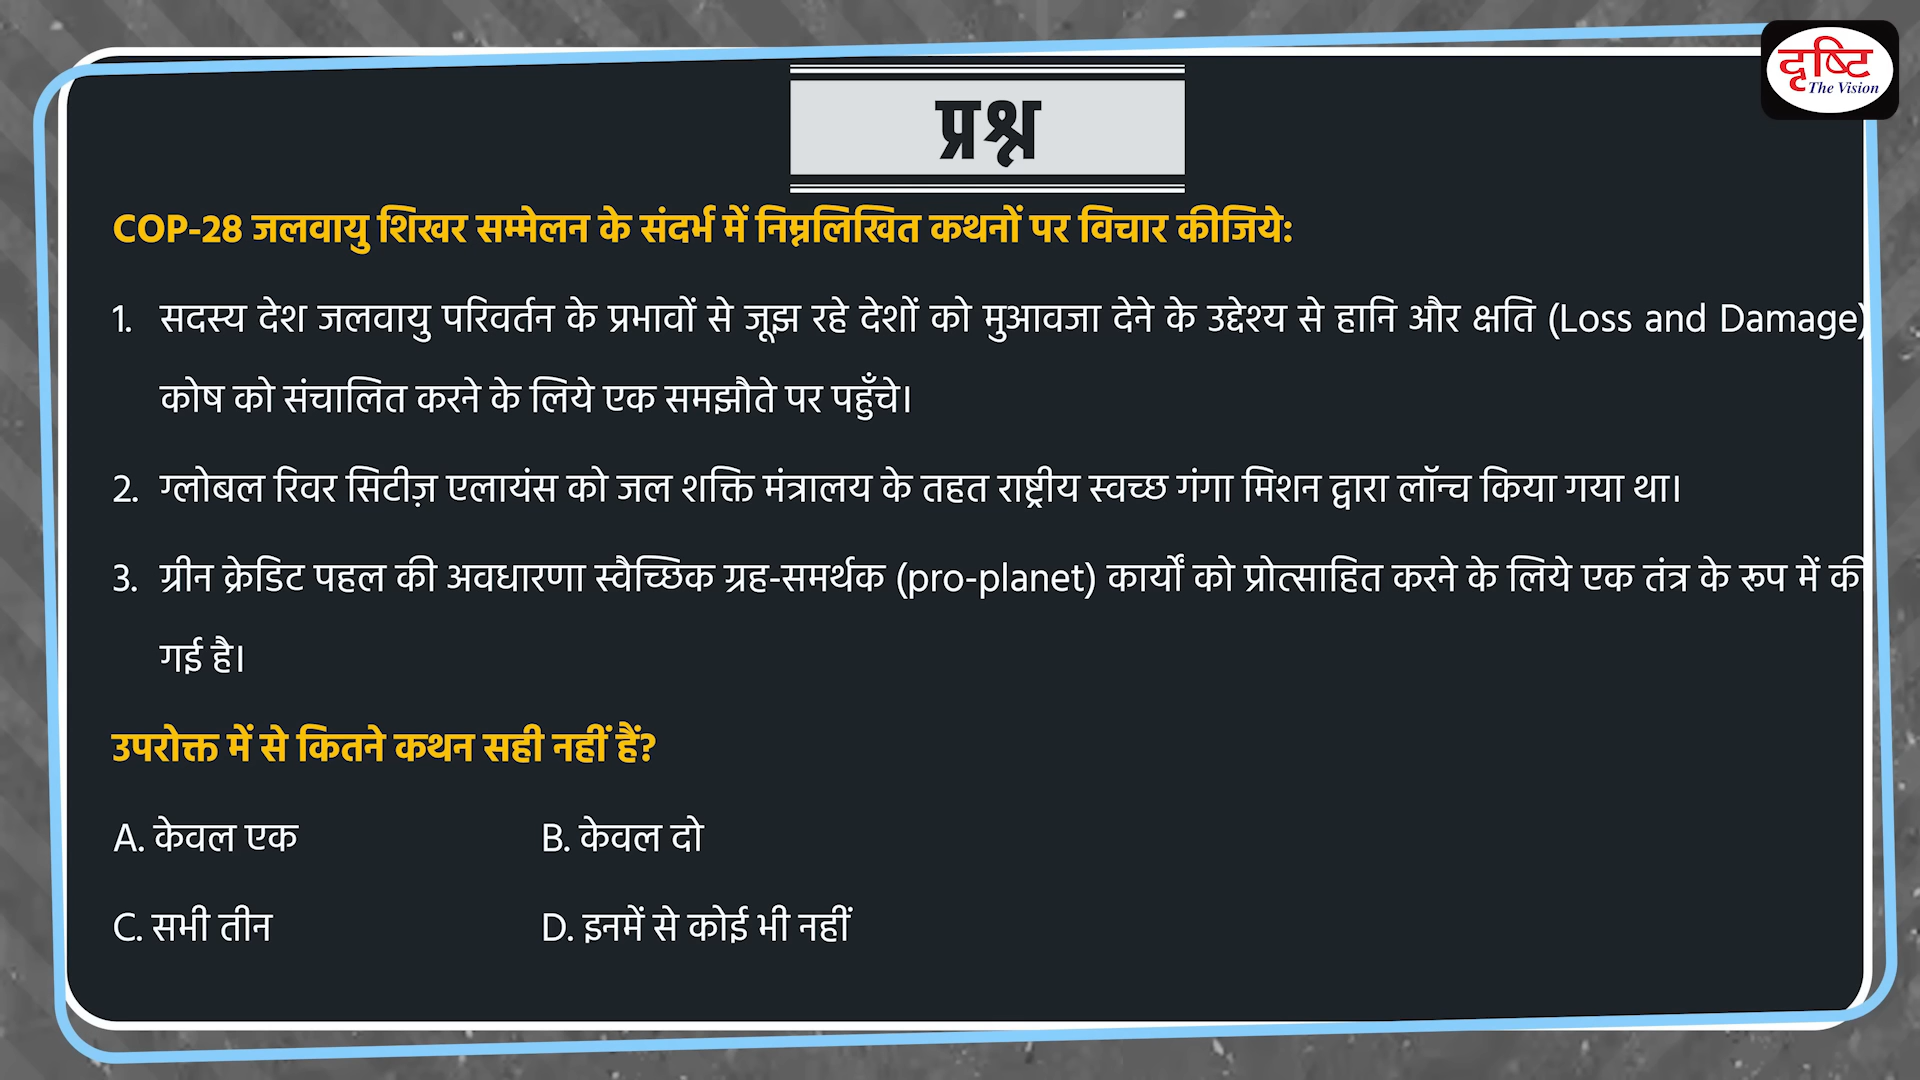 दृष्टि
The Vision
प्रश्न
COP-28 जलवायु शिखर सम्मेलन के संदर्भ में निम्नलिखित कथनों पर विचार कीजिये:
1. सदस्य देश जलवायु परिवर्तन के प्रभावों से जूझ रहे देशों को मुआवजा देने के उद्देश्य से हानि और क्षति (Loss and Damage)
कोष को संचालित करने के लिये एक समझौते पर पहुँचे।
2. ग्लोबल रिवर सिटीज़ एलायंस को जल शक्ति मंत्रालय के तहत राष्ट्रीय स्वच्छ गंगा मिशन द्वारा लॉन्च किया गया था।
3. ग्रीन क्रेडिट पहल की अवधारणा स्वैच्छिक ग्रह-समर्थक (pro-planet) कार्यों को प्रोत्साहित करने के लिये एक तंत्र के रूप में की
गई है।
उपरोक्त में से कितने कथन सही नहीं हैं?
A. केवल एक B. केवल दो
C. सभी तीन D. इनमें से कोई भी नहीं